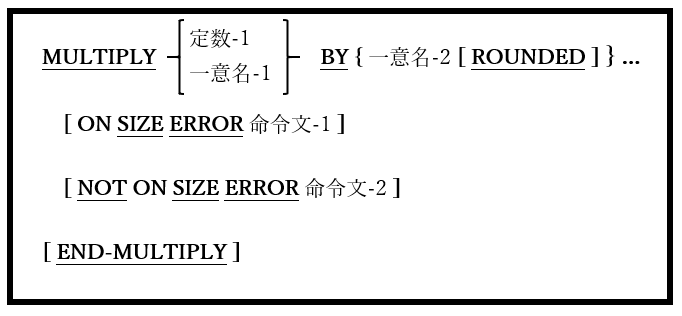 定数-1
MULTIPLY 一意名-1 BY { 一意名-2 [ ROUNDED ] } ...
[ ON SIZE ERROR 命令文-1 ]
[ NOT ON SIZE ERROR 命令文-2 ]
[ END-MULTIPLY ]